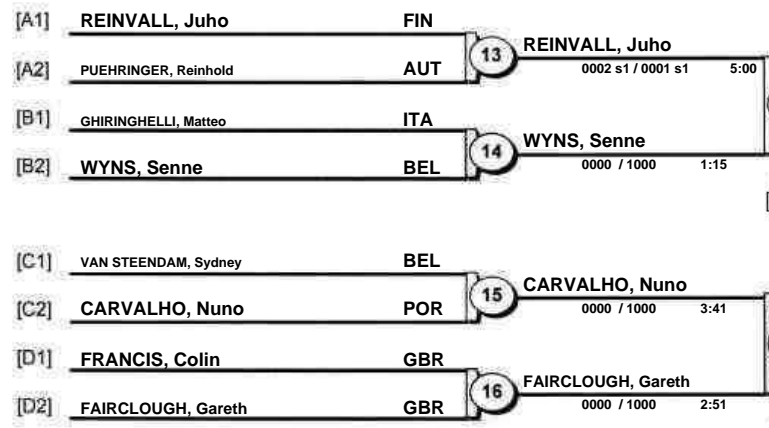 [A1] REINVALL, Juho FIN
13 REINVALL, Juho
[A2] PUEHRINGER, Reinhold AUT
0002 s1 / 0001 s1 5:00
[B1] GHIRINGHELLI, Matteo ITA
14 WYNS, Senne
[B2] WYNS, Senne BEL
0000 / 1000 1:15
[C1] VAN STEENDAM, Sydney BEL
15 CARVALHO, Nuno
[C2] CARVALHO, Nuno POR
0000 / 1000 3:41
[D1] FRANCIS, Colin GBR
16 FAIRCLOUGH, Gareth
[D2] FAIRCLOUGH, Gareth GBR
0000 / 1000 2:51